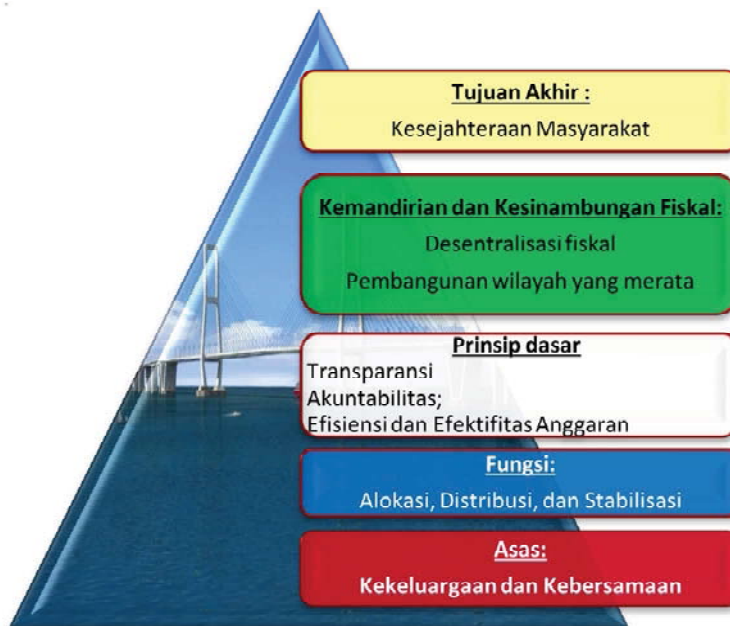 Tujuan Akhir :
Kesejahteraan Masyarakat
Kemandirian dan Kesinambungan Fiskal:
Desentralisasi fiskal
Pembangunan wilayah yang merata
Prinsip dasar
Transparansi
Akuntabilitas;
Efisiensi dan Efektifitas Anggaran
Fungsi:
Alokasi, Distribusi, dan Stabilisasi
Asas:
Kekeluargaan dan Kebersamaan